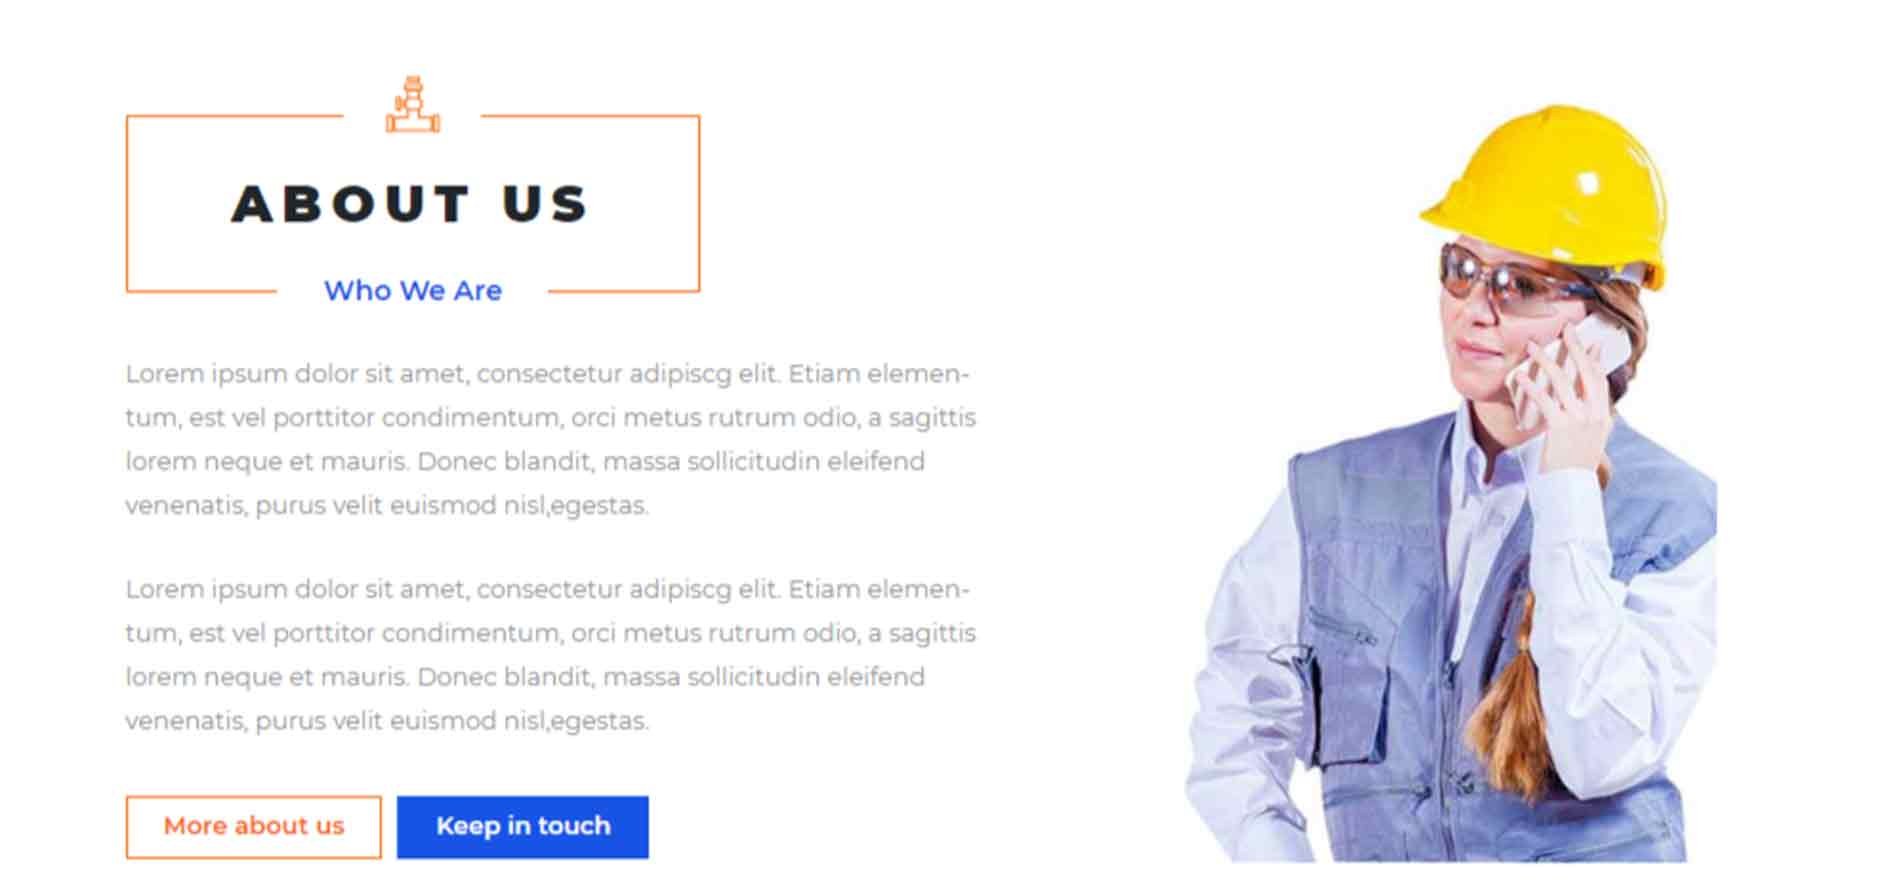 ABOUT US
Who We Are
Lorem ipsum dolor sit amet, consectetur adipiscg elit. Etiam elemen-
tum, est vel porttitor condimentum, orci metus rutrum odio, a sagittis
lorem neque et mauris. Donec blandit, massa sollicitudin eleifend
venenatis, purus velit euismod nisl,egestas.
Lorem ipsum dolor sit amet, consectetur adipiscg elit. Etiam elemen-
tum, est vel porttitor condimentum, orci metus rutrum odio, a sagittis
lorem neque et mauris. Donec blandit, massa sollicitudin eleifend
venenatis, purus velit euismod nisl,egestas.
More about us
Keep in touch